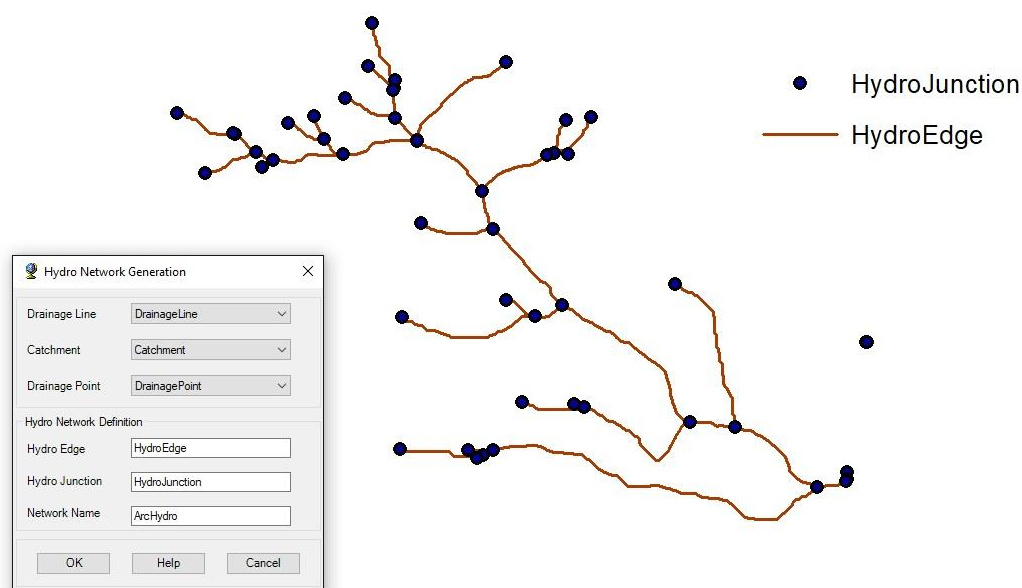 HydroJunction
HydroEdge
Hydro Network Generation
Drainage Line
DrainageLine
Catchment
Catchment
Drainage Point
DrainagePoint
Hydro Network Definition
Hydro Edge
HydroEdge
Hydro Junction
HydroJunction
Network Name
ArcHydro
OK
Help
Cancel